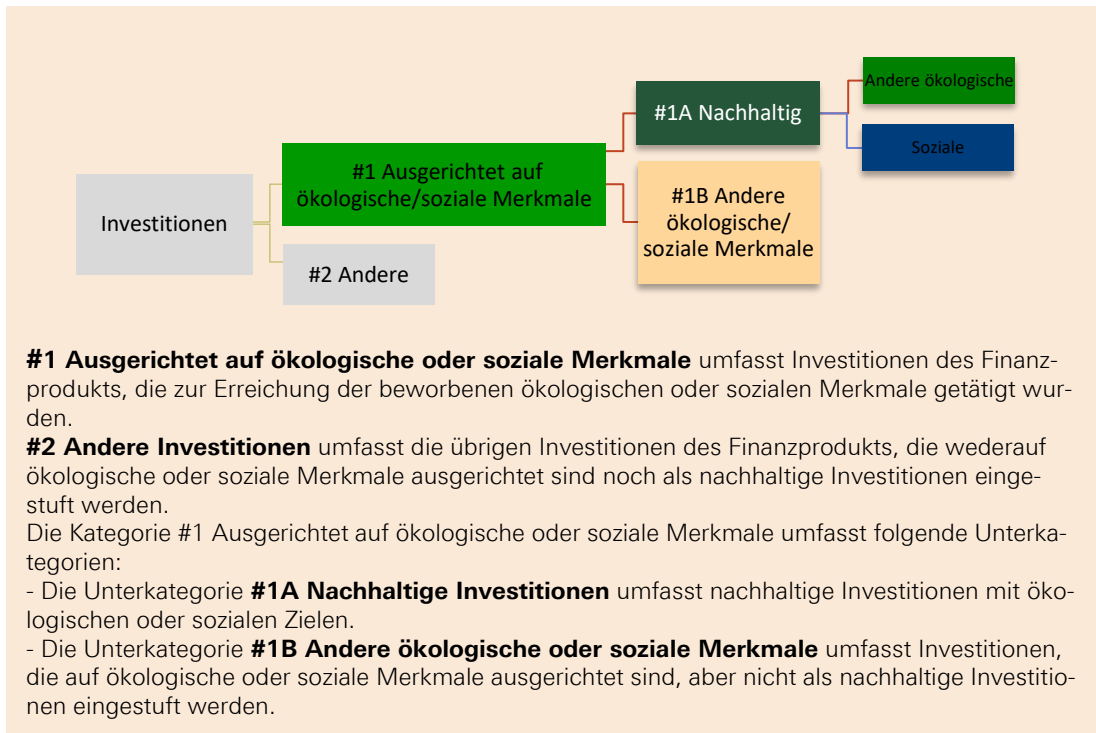 Andere ökologische
#1A Nachhaltig
Soziale
#1 Ausgerichtet auf
ökologische/soziale Merkmale
#1B Andere
ökologische/
soziale Merkmale
Investitionen
#2 Andere
#1 Ausgerichtet auf ökologische oder soziale Merkmale umfasst Investitionen des Finanz-
produkts, die zur Erreichung der beworbenen ökologischen oder sozialen Merkmale getätigt wur-
den.
#2 Andere Investitionen umfasst die übrigen Investitionen des Finanzprodukts, die wederauf
ökologische oder soziale Merkmale ausgerichtet sind noch als nachhaltige Investitionen einge-
stuft werden.
Die Kategorie #1 Ausgerichtet auf ökologische oder soziale Merkmale umfasst folgende Unterka-
tegorien:
- Die Unterkategorie #1A Nachhaltige Investitionen umfasst nachhaltige Investitionen mit öko-
logischen oder sozialen Zielen.
- Die Unterkategorie #1B Andere ökologische oder soziale Merkmale umfasst Investitionen,
die auf ökologische oder soziale Merkmale ausgerichtet sind, aber nicht als nachhaltige Investitio-
nen eingestuft werden.